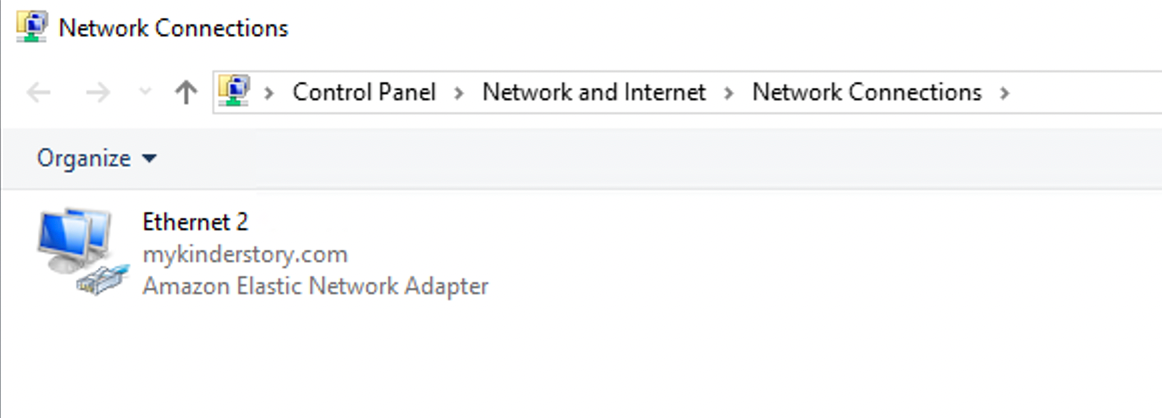 Network Connections
Control Panel > Network and Internet > Network Connections >
Organize
Ethernet 2
mykinderstory.com
Amazon Elastic Network Adapter